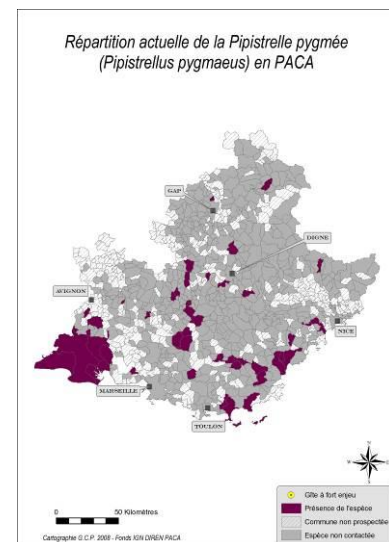 Répartition actuelle de la Pipistrelle pygmée
(Pipistrellus pygmaeus) en PACA
GAP
DIGNE
AVIGNON
NICE
MARSEILLE
TOULON
0 50 Kilomètres
Gîte à fort enjeu
Présence de l'espèce
Commune non prospectée
Espèce non contactée
Cartographie G.C.P. 2008 - Fonds IGN DIREN PACA